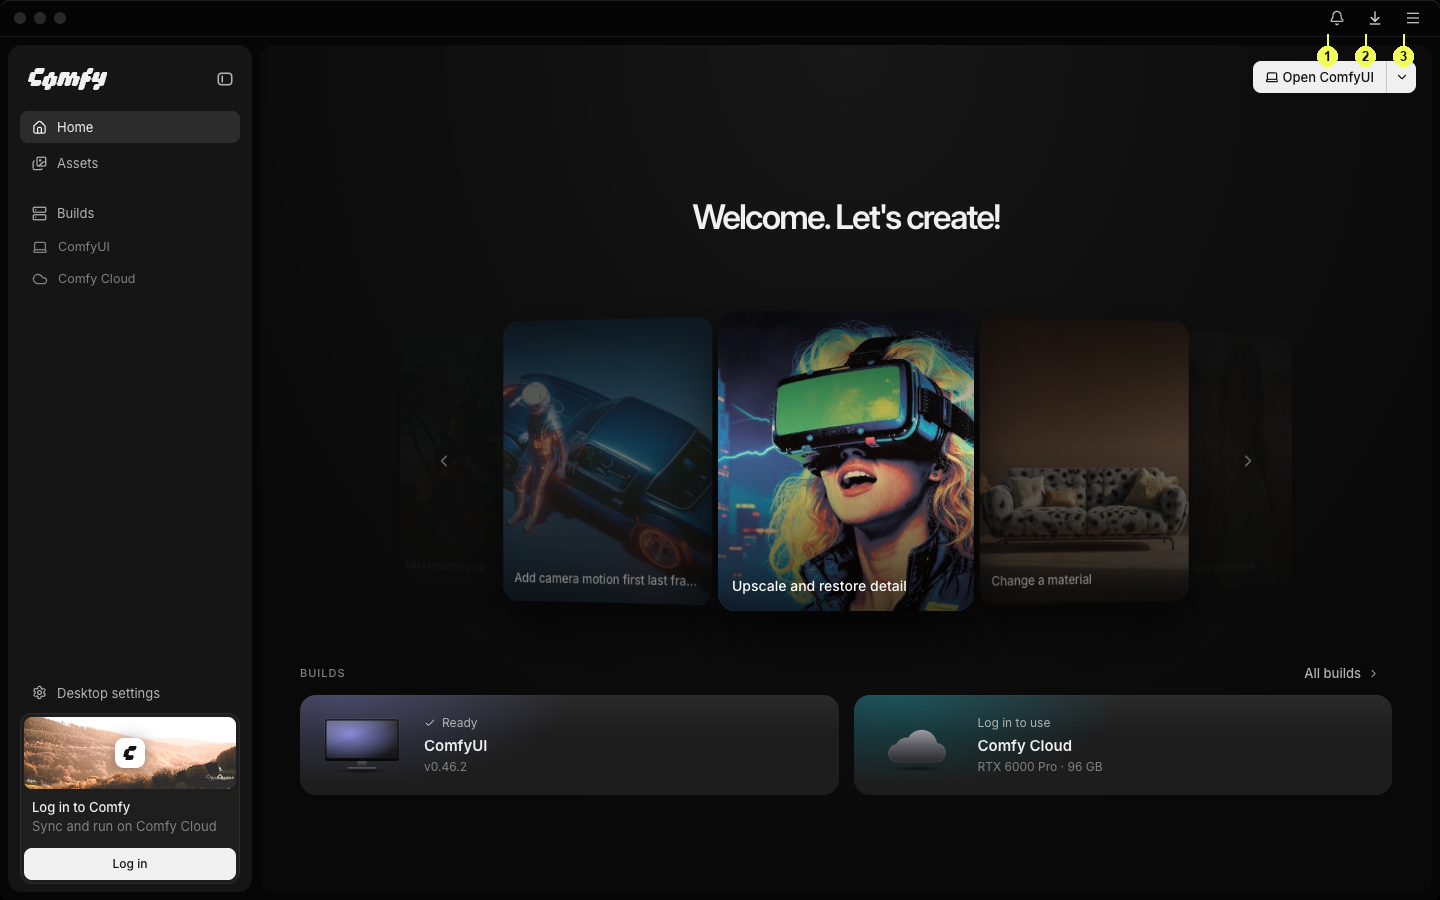 1 2 3
Comfy
Open ComfyUI
Home
Assets
Builds
ComfyUI
Comfy Cloud
Welcome. Let's create!
Add camera motion first last fra...
Upscale and restore detail
Change a material
BUILDS
All builds
Ready
ComfyUI
v0.46.2
Log in to use
Comfy Cloud
RTX 6000 Pro · 96 GB
Desktop settings
Log in to Comfy
Sync and run on Comfy Cloud
Log in